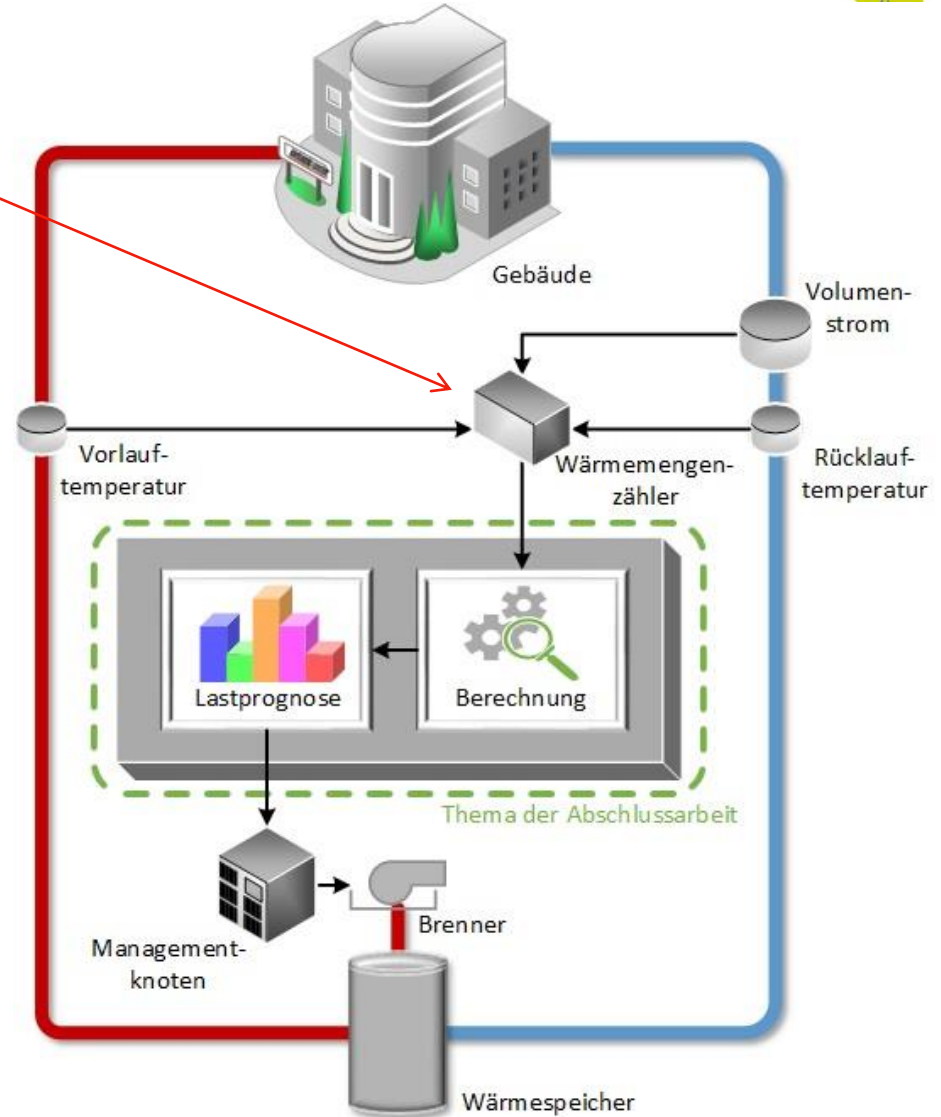 Gebäude
Volumen-
strom
Vorlauf-
temperatur
Wärmemengen-
zähler
Rücklauf-
temperatur
Lastprognose
Berechnung
Thema der Abschlussarbeit
Management-
knoten
Brenner
Wärmespeicher